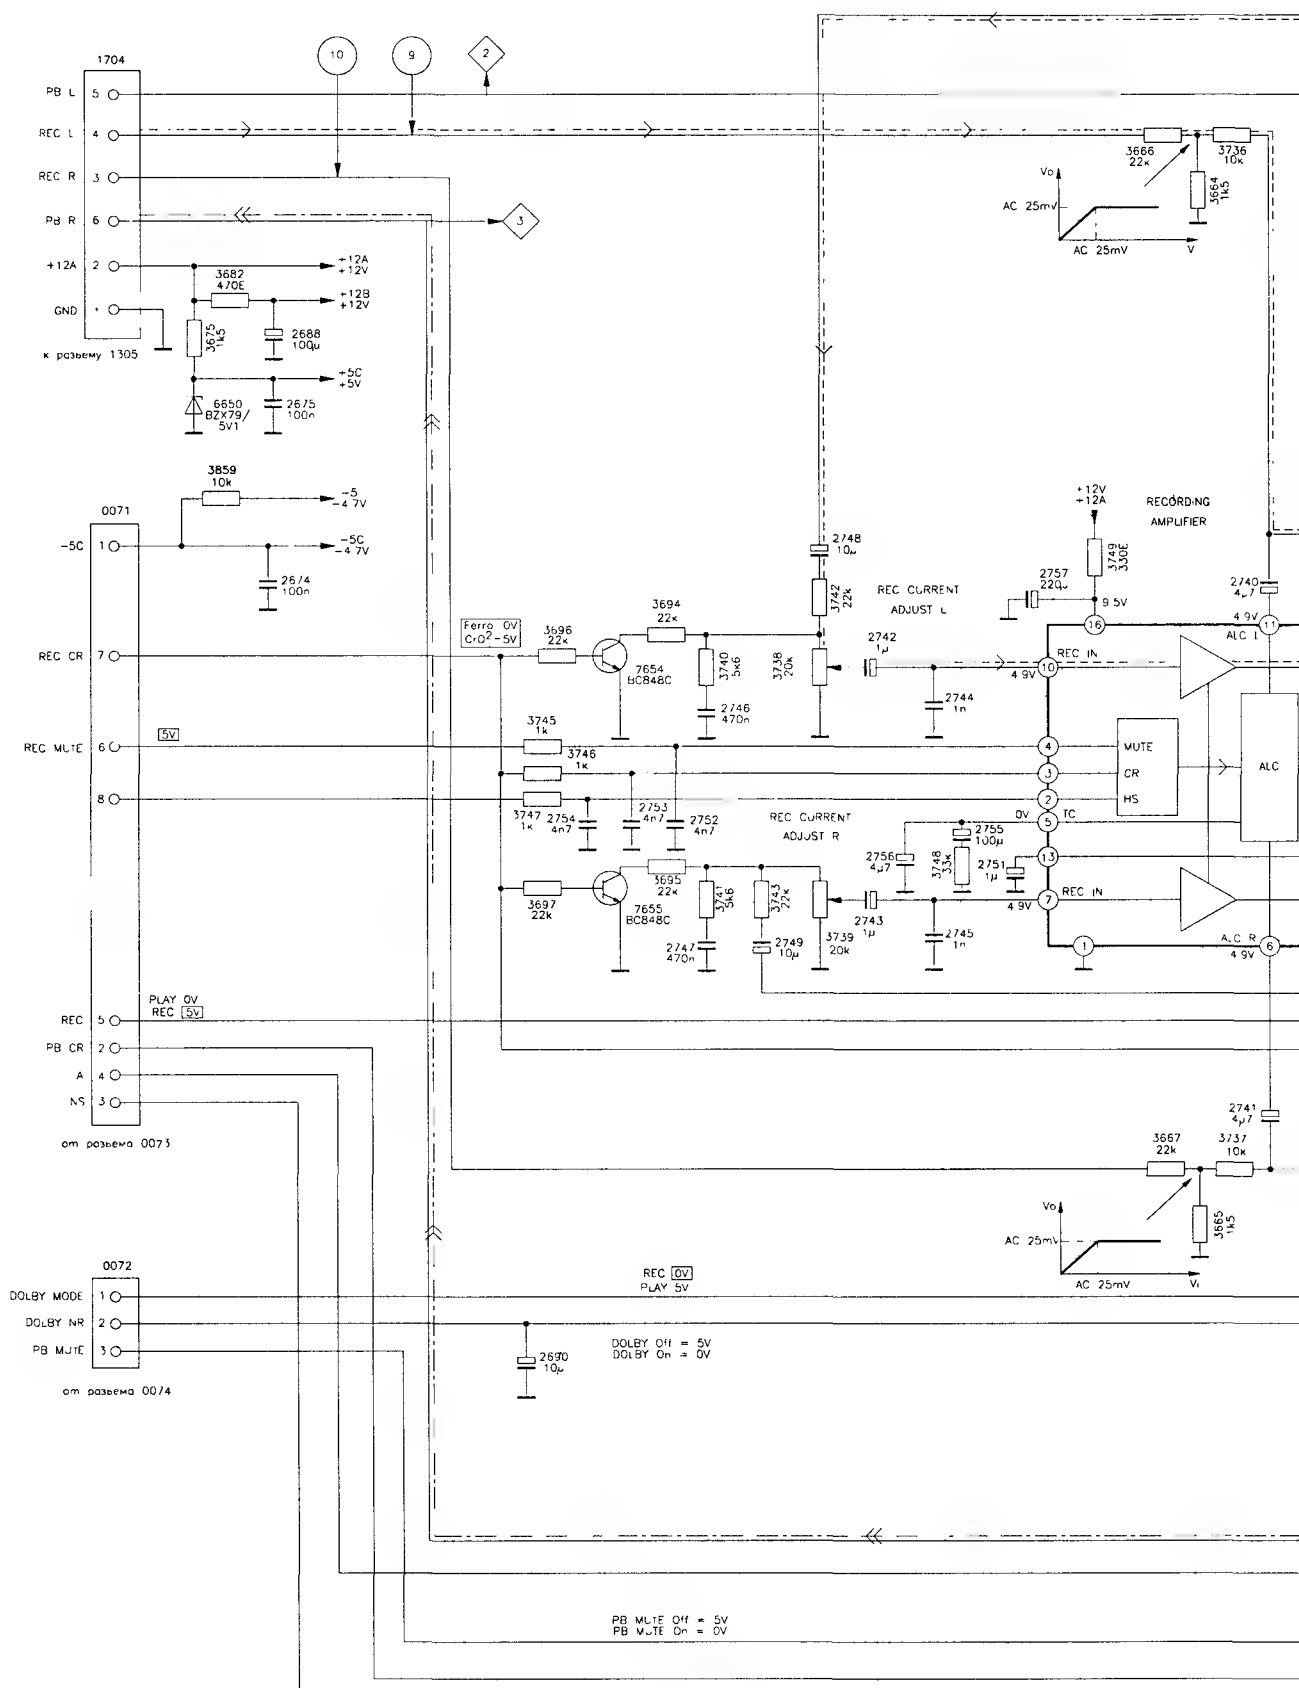 1704
10
9
2
PB L 5
REC L 4
REC R 3
PB R 6
+12A 2
GND 1
3
3666
22k
3736
10k
3664
1k5
Vo
AC 25mV
AC 25mV
V
+12A
+12V
3682
470E
+12B
+12V
3675
1k5
2688
100µ
к разъему 1305
+5C
+5V
6650
BZX79/
5V1
2675
100n
3859
10k
-5
-4.7V
0071
-5C 1
-5C
-4.7V
2674
100n
+12V
+12A
RECORDING
AMPLIFIER
3749
330E
2748
10µ
3742
22k
REC CURRENT
ADJUST L
2757
220µ
9.5V
2740
4µ7
4.9V
ALC L
16
11
Ferro 0V
CrO2-5V
3696
22k
3694
22k
REC CR 7
7654
BC848C
3740
5k6
3738
20k
2742
1µ
10
REC IN
4.9V
2746
470n
2744
1n
REC MUTE 6
5V
3745
1k
3746
1k
4
MUTE
3
CR
ALC
8
2
HS
3747
1k
2754
4n7
2753
4n7
2752
4n7
REC CURRENT
ADJUST R
0V
5
TC
2755
100µ
2756
4µ7
3748
33k
2751
1µ
13
3695
22k
3697
22k
7655
BC848C
3741
5k6
3743
22k
3739
20k
2743
1µ
4.9V
7
REC IN
2747
470n
2749
10µ
2745
1n
1
ALC R
4.9V
6
PLAY 0V
REC 5V
REC 5
PB CR 2
A 4
NS 3
от разъема 0073
2741
4µ7
3667
22k
3737
10k
3665
1k5
Vo
AC 25mV
AC 25mV
Vi
0072
DOLBY MODE 1
DOLBY NR 2
PB MUTE 3
REC 0V
PLAY 5V
2690
10µ
DOLBY Off = 5V
DOLBY On = 0V
от разъема 0074
PB MUTE Off = 5V
PB MUTE On = 0V